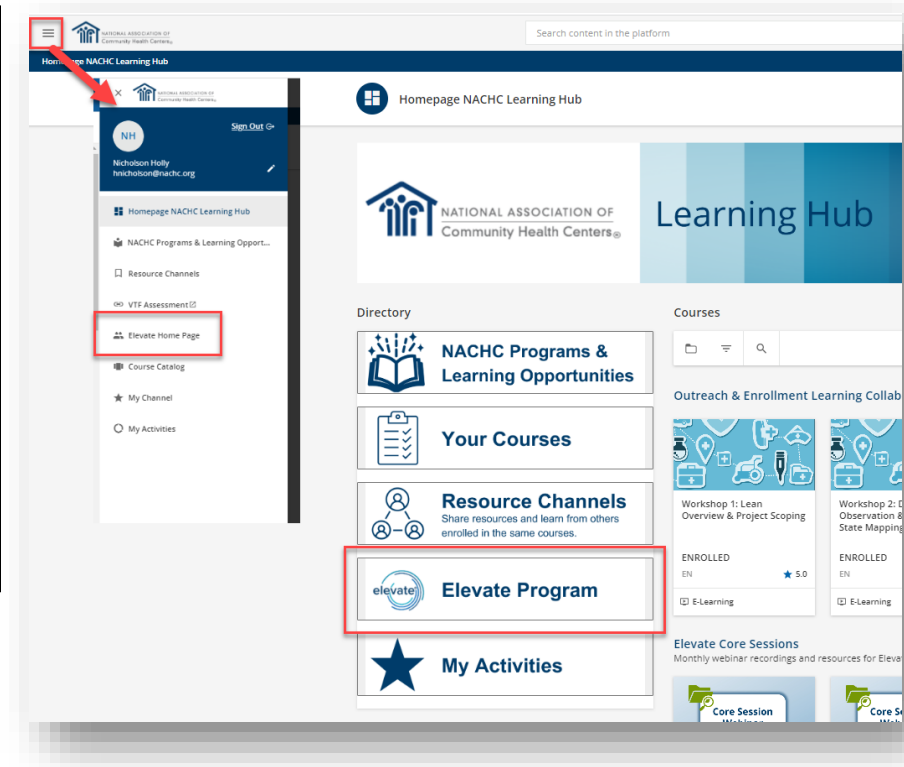 NATIONAL ASSOCIATION OF
Community Health Centers®
Search content in the platform
Homepage NACHC Learning Hub
NATIONAL ASSOCIATION OF
Community Health Centers®
Sign Out
NH
Nicholson Holly
hnicholson@nachc.org
Homepage NACHC Learning Hub
NACHC Programs & Learning Opport...
Resource Channels
VTF Assessment
Elevate Home Page
Course Catalog
My Channel
My Activities
Homepage NACHC Learning Hub
NATIONAL ASSOCIATION OF
Community Health Centers®
Learning Hub
Directory
NACHC Programs &
Learning Opportunities
Your Courses
Resource Channels
Share resources and learn from others
enrolled in the same courses.
elevate
Elevate Program
My Activities
Courses
Outreach & Enrollment Learning Collab
Workshop 1: Lean
Overview & Project Scoping
ENROLLED
EN
5.0
E-Learning
Workshop 2: D
Observation &
State Mapping
ENROLLED
EN
E-Learning
Elevate Core Sessions
Monthly webinar recordings and resources for Eleva
Core Session
Webinar
Core Se